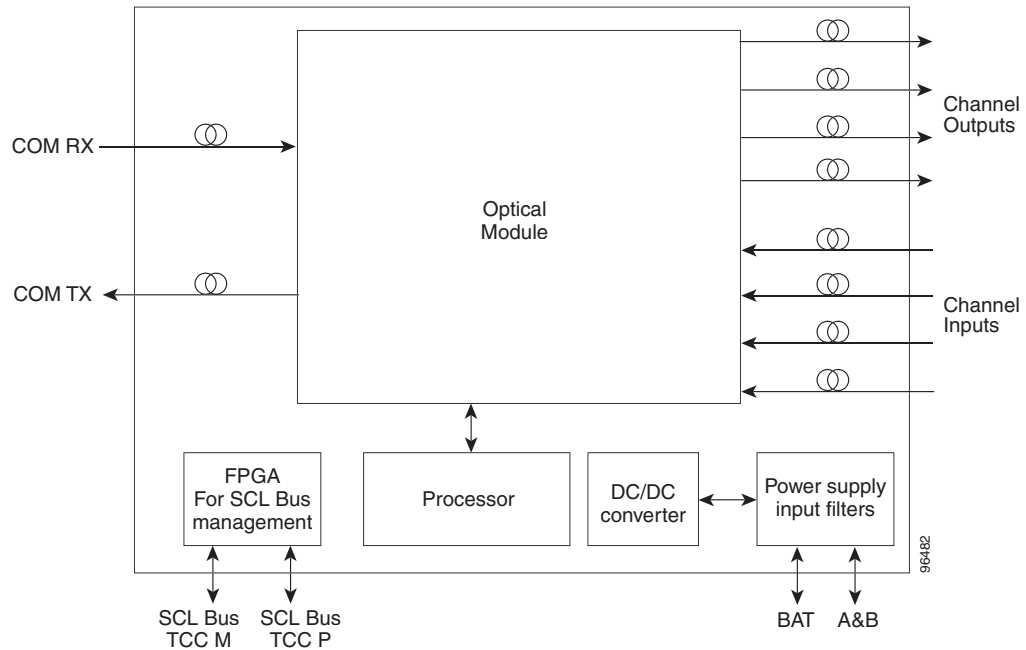 COM RX
COM TX
Optical
Module
Channel
Outputs
Channel
Inputs
FPGA
For SCL Bus
management
Processor
DC/DC
converter
Power supply
input filters
96482
SCL Bus
TCC M
SCL Bus
TCC P
BAT
A&B